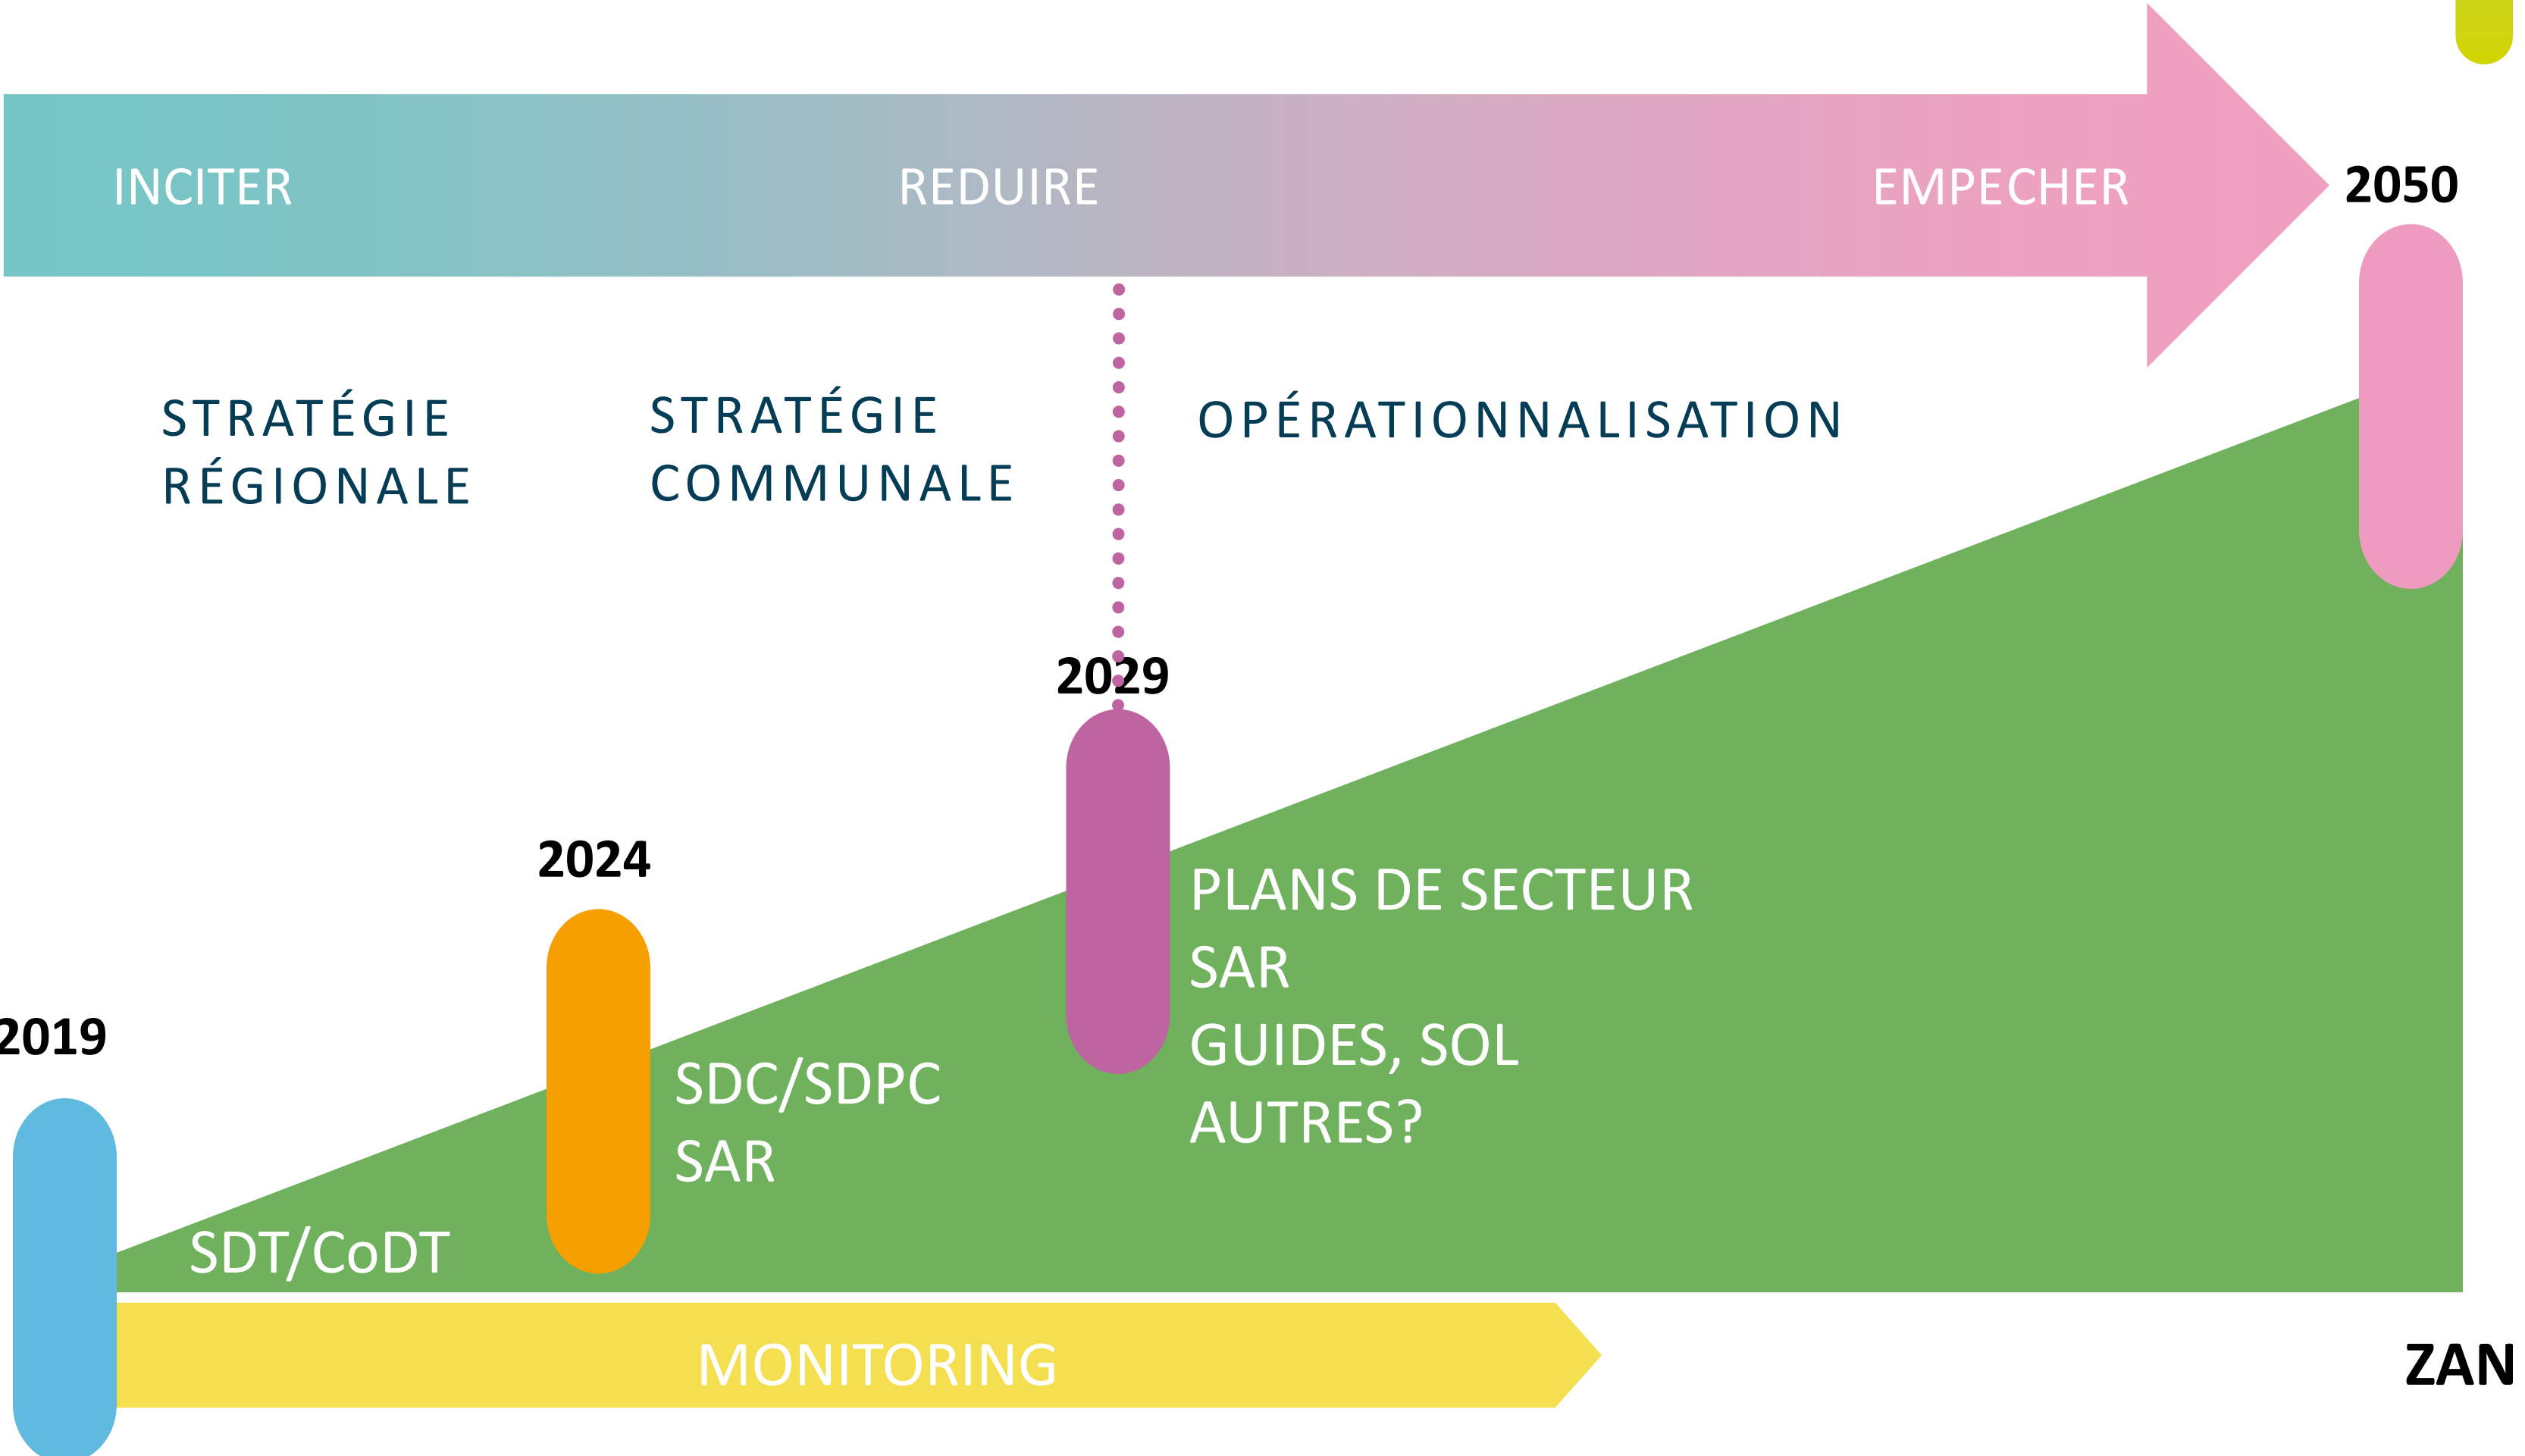 INCITER
REDUIRE
EMPECHER
2050
STRATÉGIE
RÉGIONALE
STRATÉGIE
COMMUNALE
OPÉRATIONNALISATION
2029
2024
2019
PLANS DE SECTEUR
SAR
GUIDES, SOL
AUTRES?
SDC/SDPC
SAR
SDT/CoDT
MONITORING
ZAN